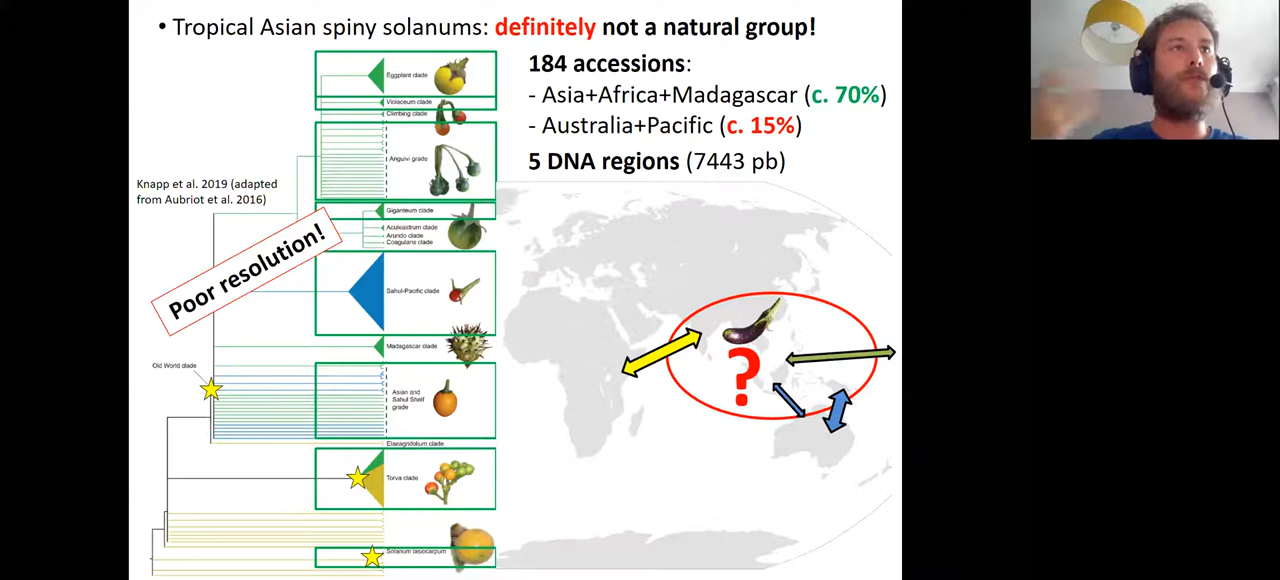 • Tropical Asian spiny solanums: definitely not a natural group!
184 accessions:
- Asia+Africa+Madagascar (c. 70%)
- Australia+Pacific (c. 15%)
5 DNA regions (7443 pb)
Knapp et al. 2019 (adapted
from Aubriot et al. 2016)
Poor resolution!
Eggplant clade
Violaceum clade
Climbing clade
Anguivi grade
Giganteum clade
Aculeastrum clade
Arundo clade
Coagulans clade
Sahul-Pacific clade
Madagascar clade
Old World clade
Asian and
Sahul Shelf
grade
Elaeagnifolium clade
Torva clade
Solanum lasiocarpum
?